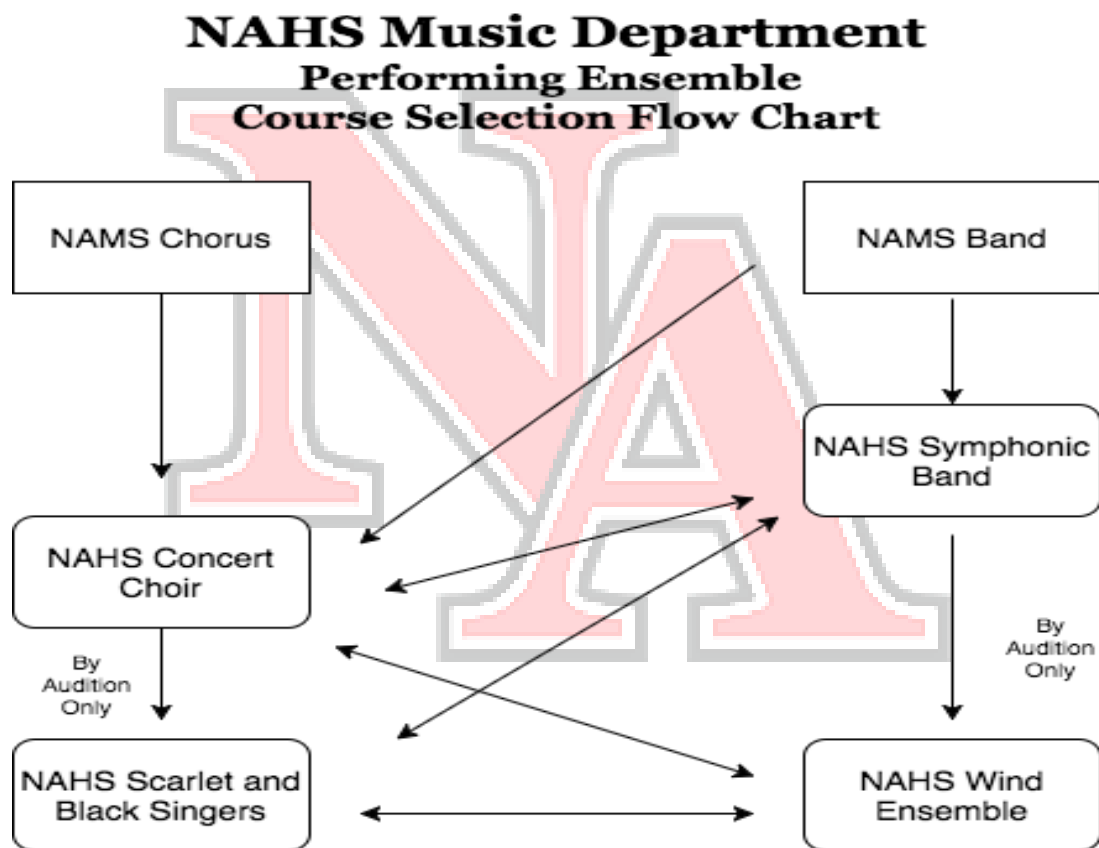 NAHS Music Department
Performing Ensemble
Course Selection Flow Chart
NAMS Chorus
NAMS Band
NAHS Symphonic
Band
NAHS Concert
Choir
By
Audition
Only
By
Audition
Only
NAHS Scarlet and
Black Singers
NAHS Wind
Ensemble
NA